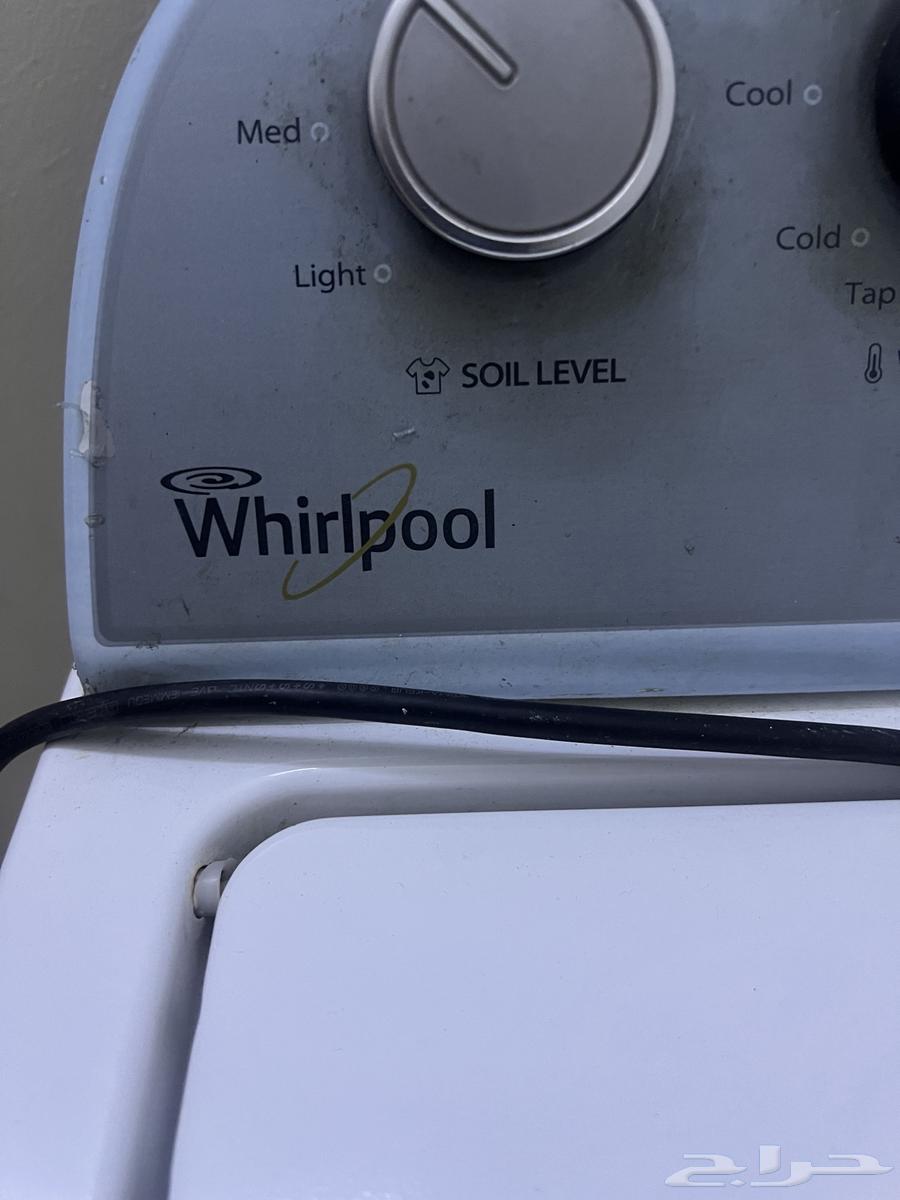 Med
Light
SOIL LEVEL
Cool
Cold
Tap
Whirlpool
حراج